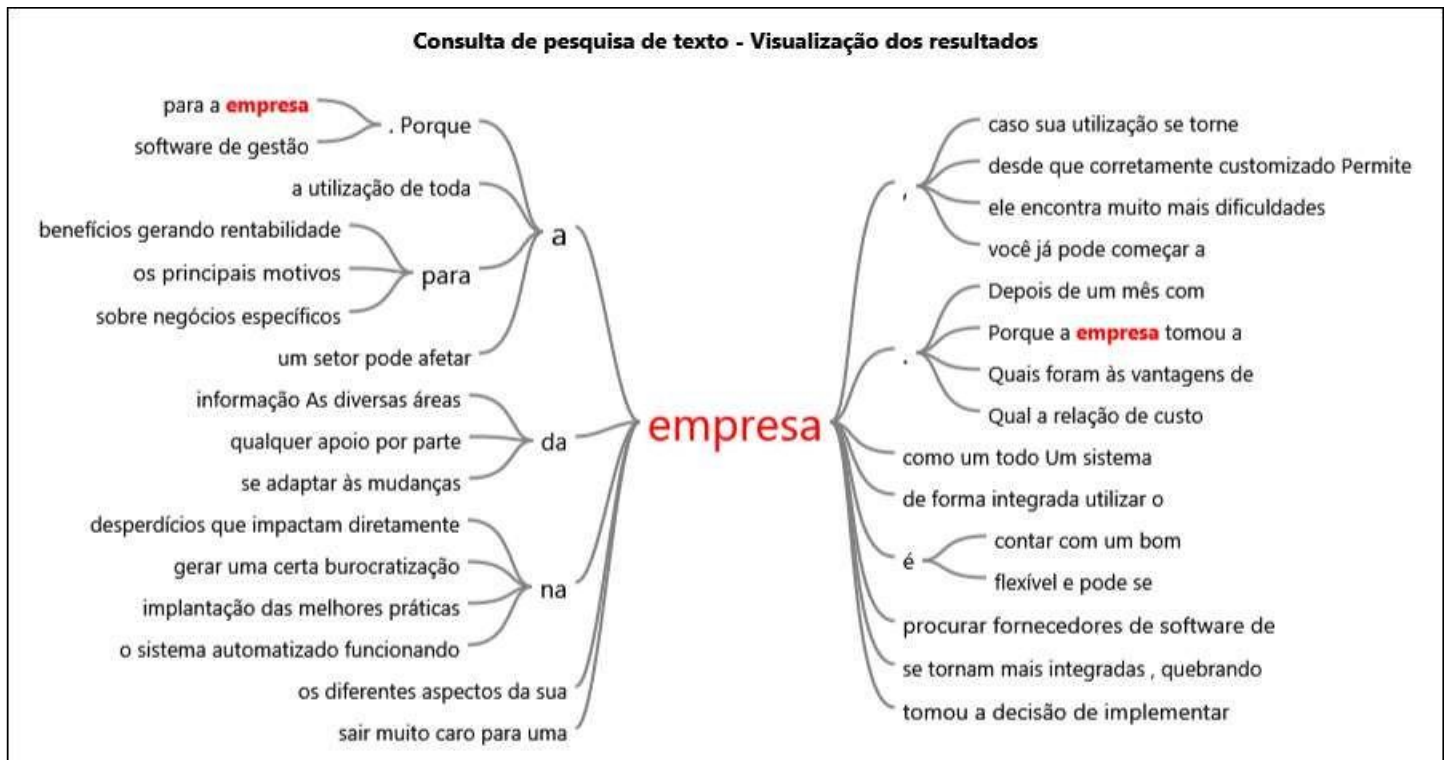 Consulta de pesquisa de texto - Visualização dos resultados
para a empresa
software de gestão
. Porque
a utilização de toda
benefícios gerando rentabilidade
os principais motivos
sobre negócios específicos
para
um setor pode afetar
a
informação As diversas áreas
qualquer apoio por parte
se adaptar às mudanças
da
desperdícios que impactam diretamente
gerar uma certa burocratização
implantação das melhores práticas
o sistema automatizado funcionando
na
os diferentes aspectos da sua
sair muito caro para uma
empresa
,
caso sua utilização se torne
desde que corretamente customizado Permite
ele encontra muito mais dificuldades
você já pode começar a
.
Depois de um mês com
Porque a empresa tomou a
Quais foram às vantagens de
Qual a relação de custo
como um todo Um sistema
de forma integrada utilizar o
é
contar com um bom
flexível e pode se
procurar fornecedores de software de
se tornam mais integradas , quebrando
tomou a decisão de implementar